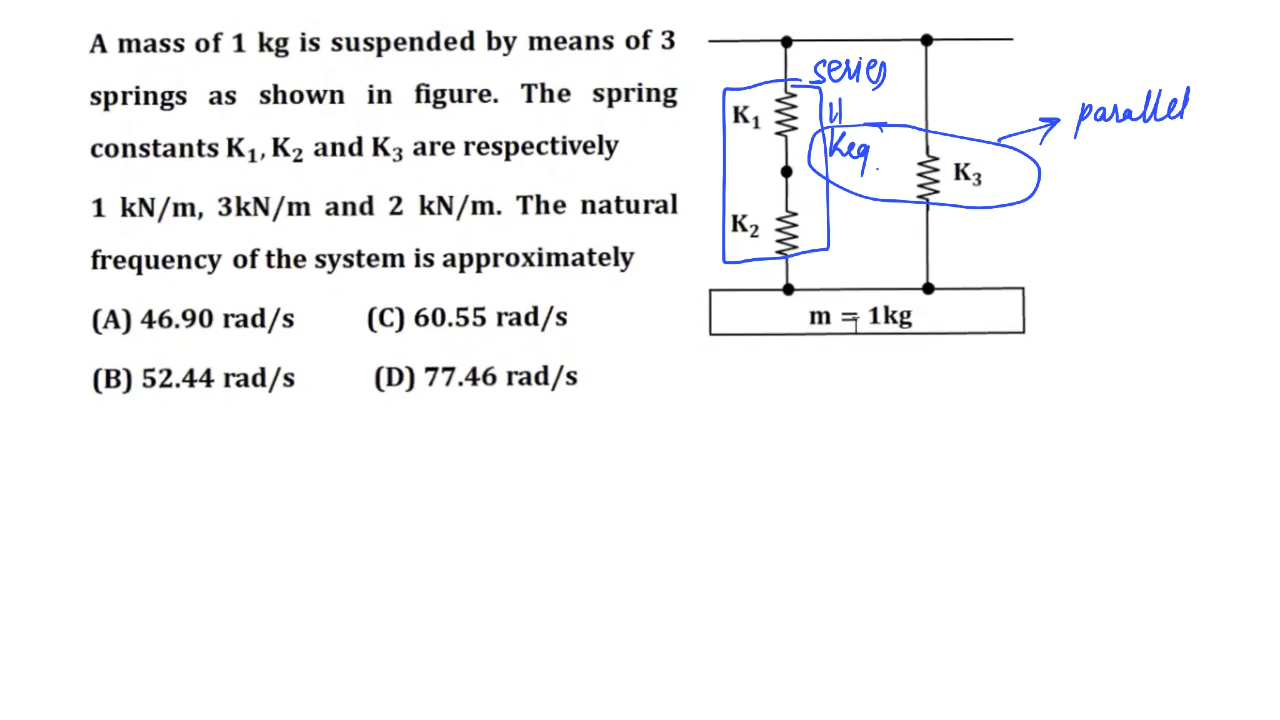 A mass of 1 kg is suspended by means of 3
springs as shown in figure. The spring
constants K₁, K₂ and K₃ are respectively
1 kN/m, 3kN/m and 2 kN/m. The natural
frequency of the system is approximately
(A) 46.90 rad/s (C) 60.55 rad/s
(B) 52.44 rad/s (D) 77.46 rad/s
series
K₁
Keq.
parallel
K₃
K₂
m = 1kg